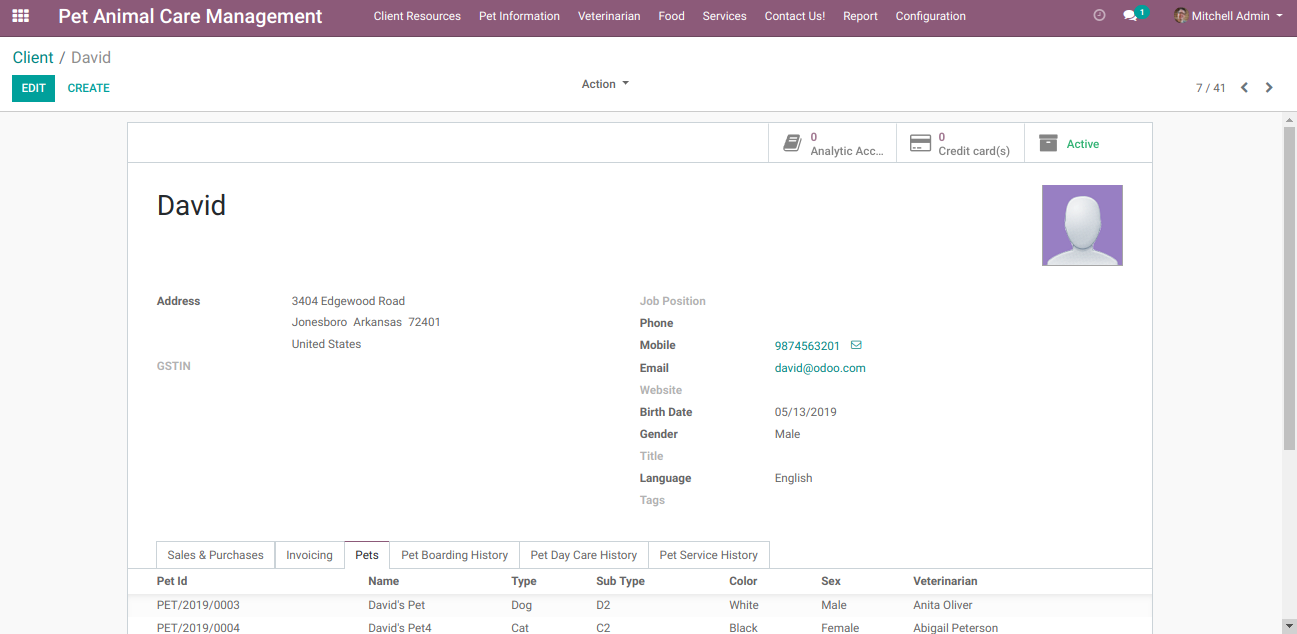 Pet Animal Care Management Client Resources Pet Information Veterinarian Food Services Contact Us! Report Configuration 1 Mitchell Admin
Client / David
EDIT CREATE Action 7 / 41
0 0
Analytic Acc... Credit card(s) Active
David
Address 3404 Edgewood Road Job Position
Jonesboro Arkansas 72401 Phone
United States Mobile 9874563201
GSTIN Email david@odoo.com
Website
Birth Date 05/13/2019
Gender Male
Title
Language English
Tags
Sales & Purchases Invoicing Pets Pet Boarding History Pet Day Care History Pet Service History
Pet Id Name Type Sub Type Color Sex Veterinarian
PET/2019/0003 David's Pet Dog D2 White Male Anita Oliver
PET/2019/0004 David's Pet4 Cat C2 Black Female Abigail Peterson